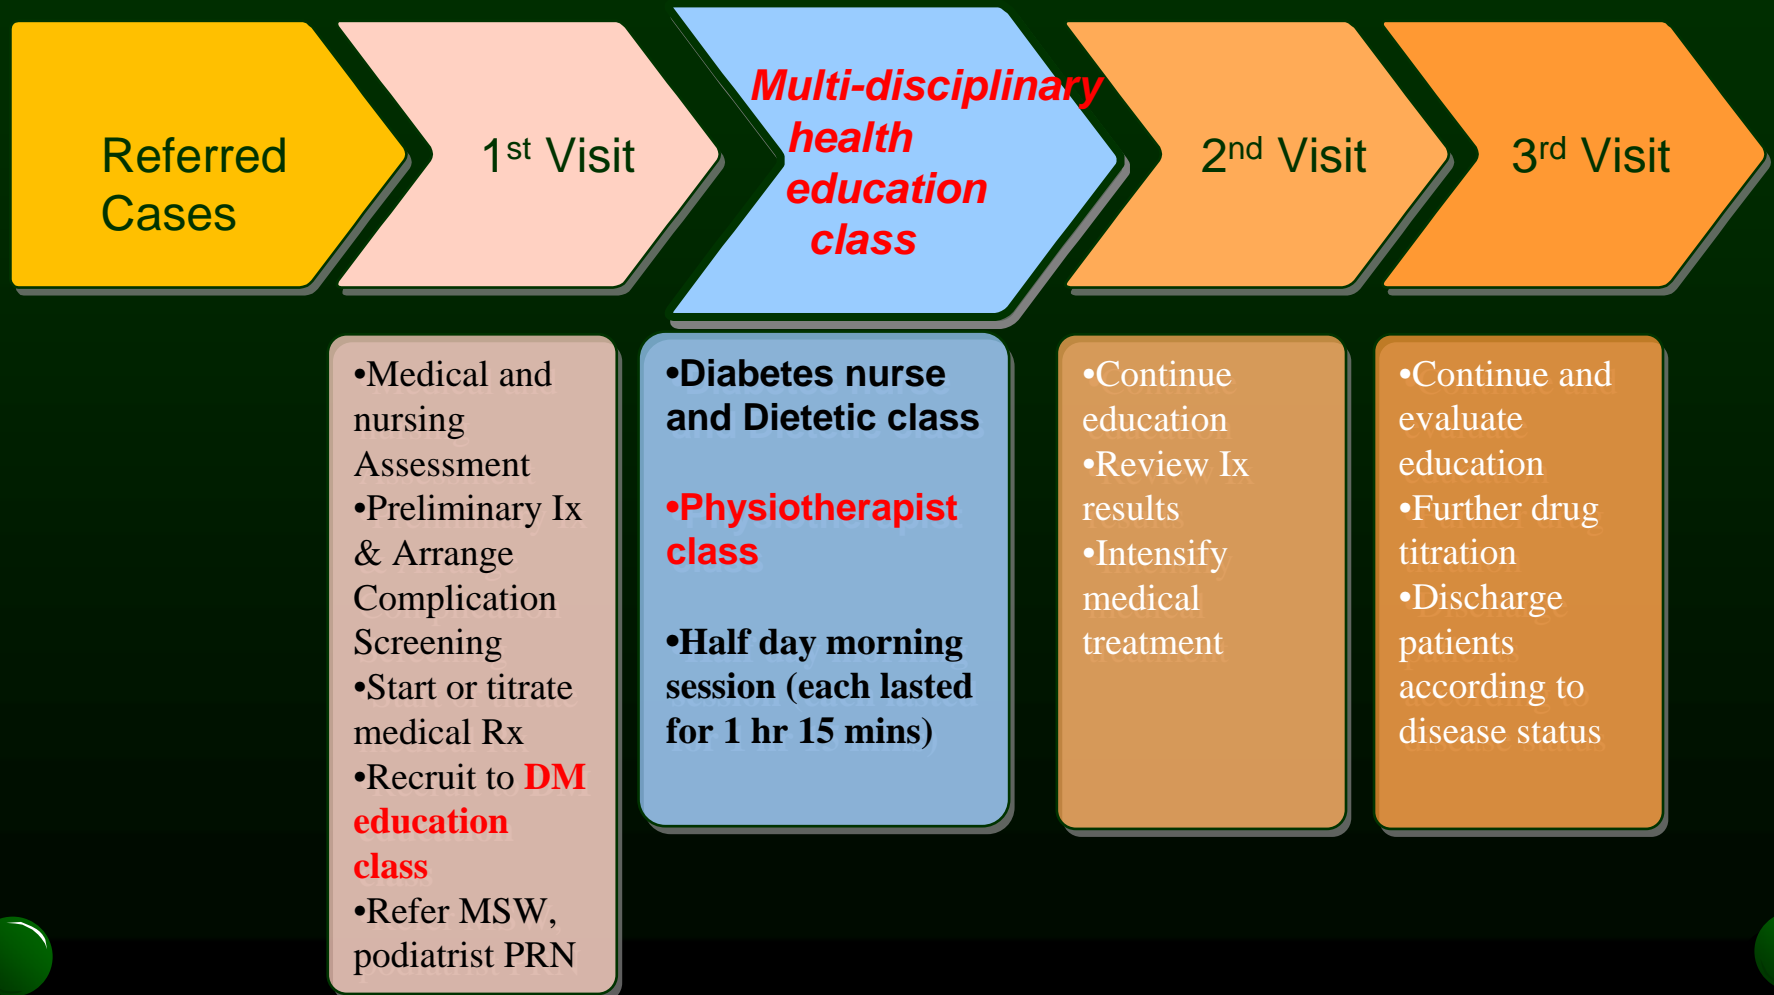 Referred
Cases
1st Visit
Multi-disciplinary
health
education
class
2nd Visit
3rd Visit
•Medical and
nursing
Assessment
•Preliminary Ix
& Arrange
Complication
Screening
•Start or titrate
medical Rx
•Recruit to DM
education
class
•Refer MSW,
podiatrist PRN
•Diabetes nurse
and Dietetic class
•Physiotherapist
class
•Half day morning
session (each lasted
for 1 hr 15 mins)
•Continue
education
•Review Ix
results
•Intensify
medical
treatment
•Continue and
evaluate
education
•Further drug
titration
•Discharge
patients
according to
disease status